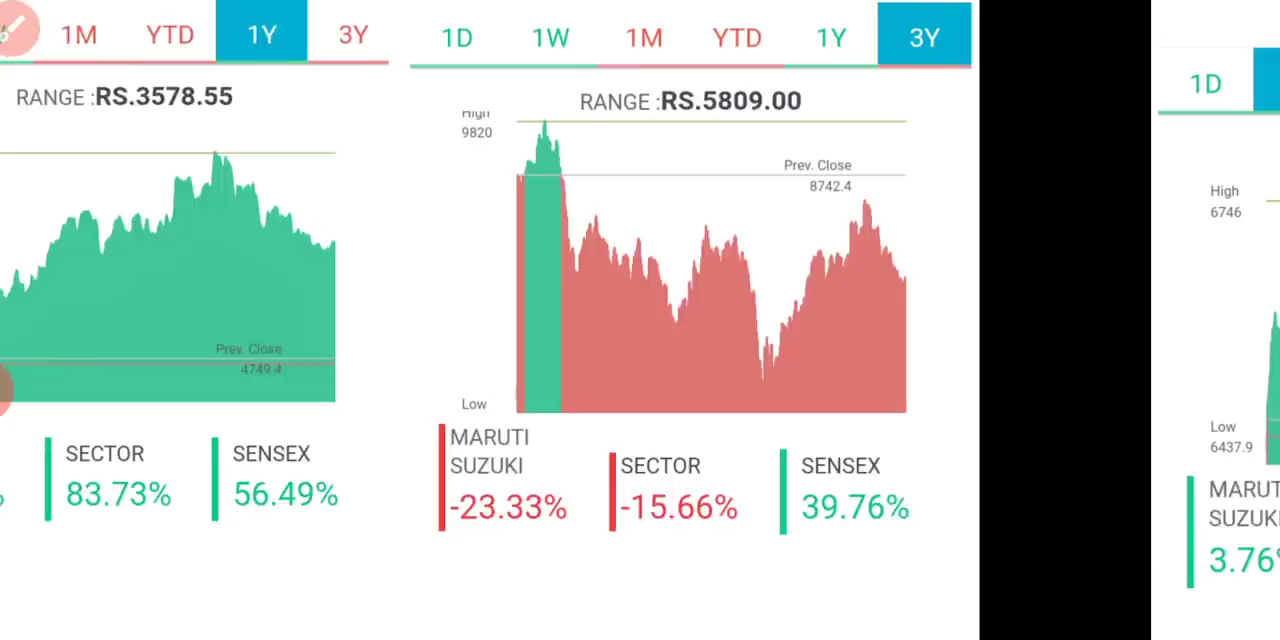 1M YTD 1Y 3Y
RANGE :RS.3578.55
Prev. Close
4749.4
SECTOR
83.73%
SENSEX
56.49%
1D 1W 1M YTD 1Y 3Y
RANGE :RS.5809.00
High
9820
Prev. Close
8742.4
Low
MARUTI
SUZUKI
-23.33%
SECTOR
-15.66%
SENSEX
39.76%
1D
High
6746
Low
6437.9
MARUT
SUZUK
3.76%